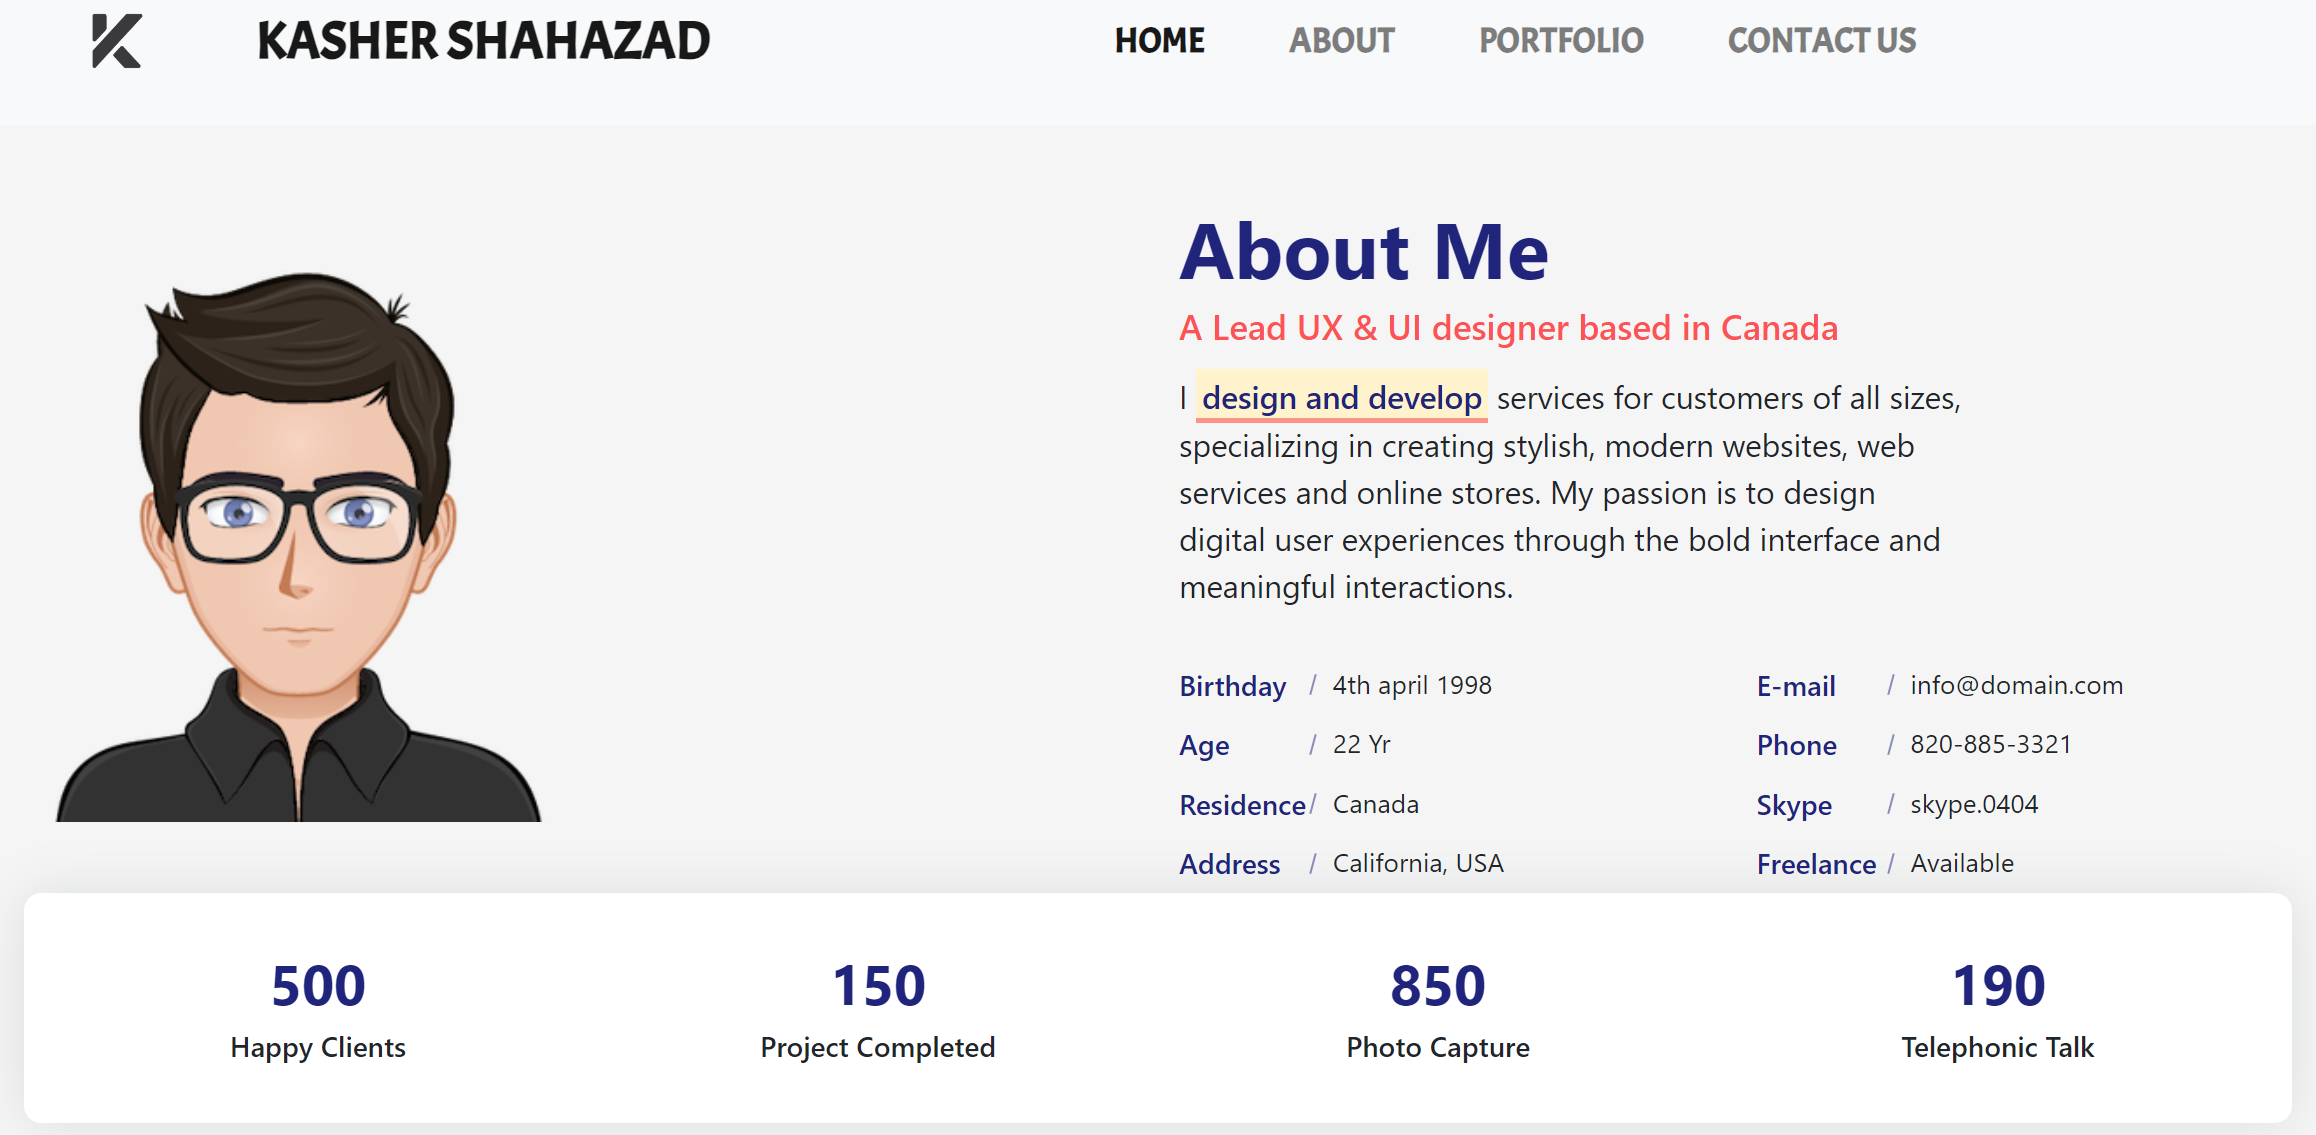 KASHER SHAHAZAD
HOME ABOUT PORTFOLIO CONTACT US
About Me
A Lead UX & UI designer based in Canada
I design and develop services for customers of all sizes,
specializing in creating stylish, modern websites, web
services and online stores. My passion is to design
digital user experiences through the bold interface and
meaningful interactions.
Birthday / 4th april 1998
Age / 22 Yr
Residence / Canada
Address / California, USA
E-mail / info@domain.com
Phone / 820-885-3321
Skype / skype.0404
Freelance / Available
500
Happy Clients
150
Project Completed
850
Photo Capture
190
Telephonic Talk